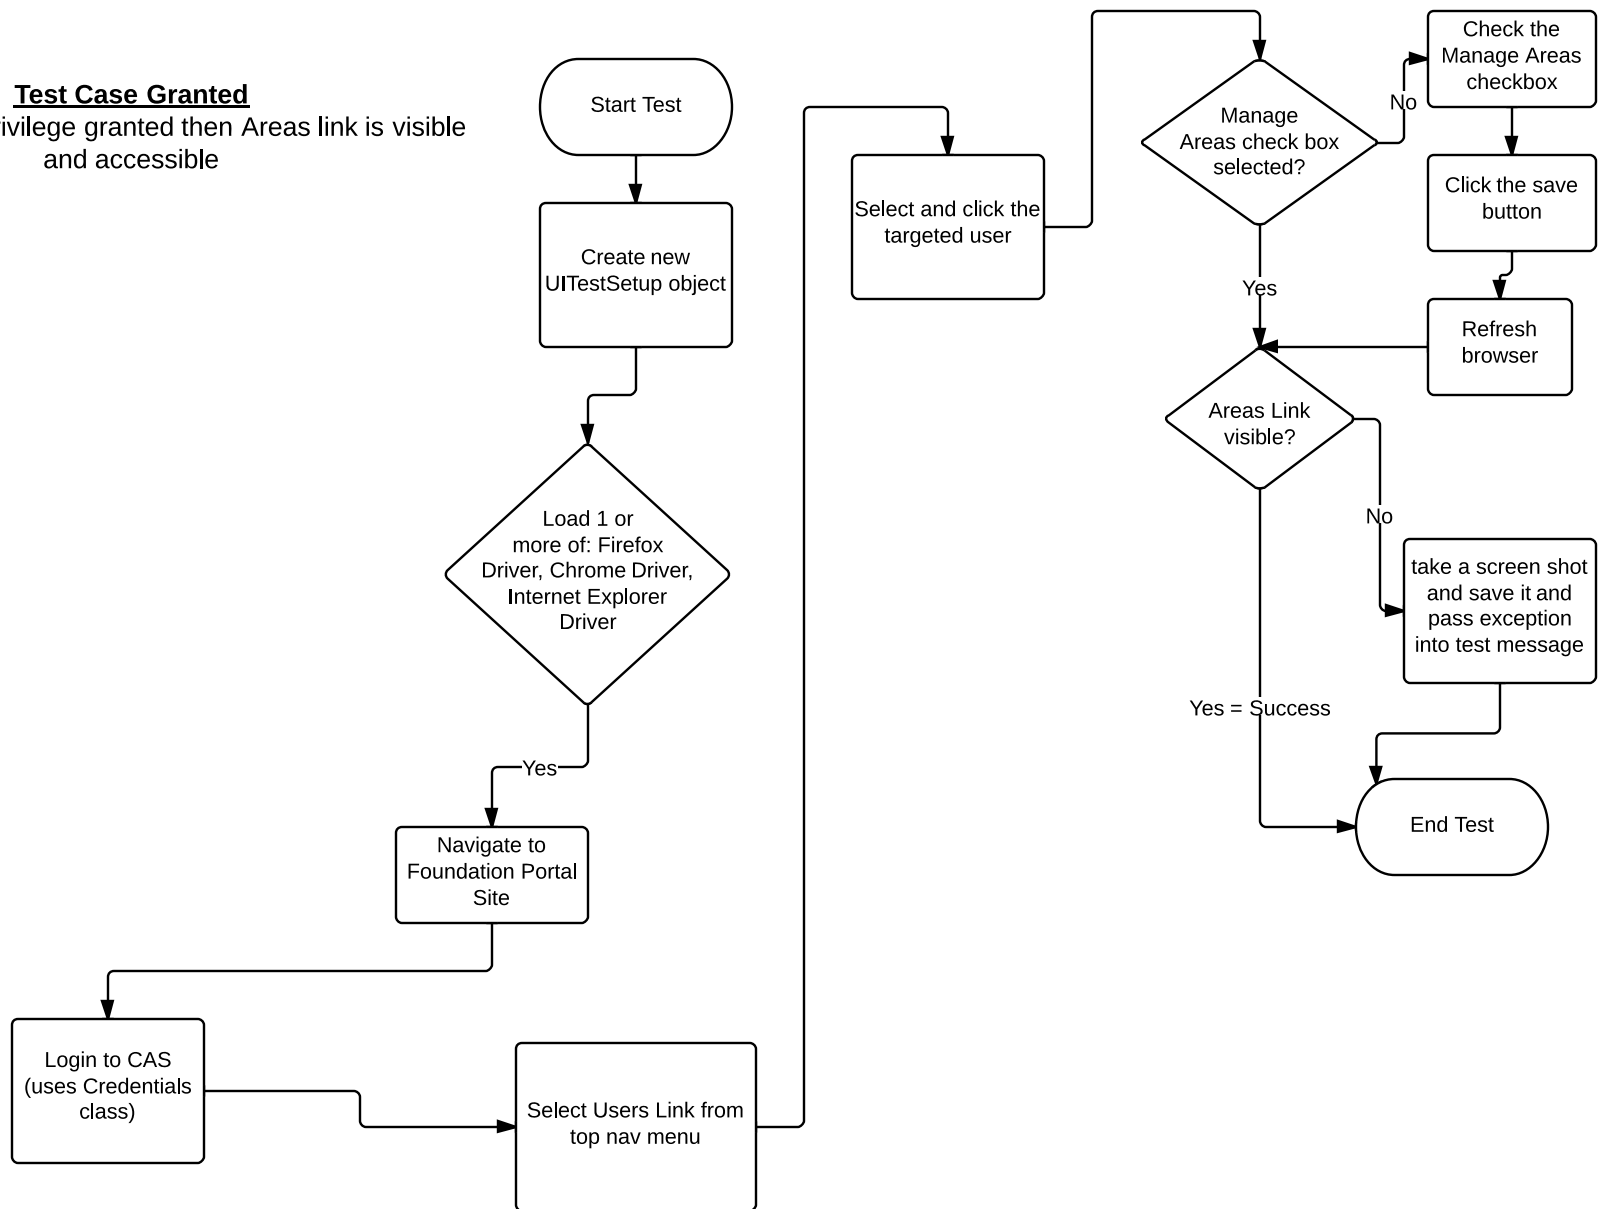 Test Case Granted
privilege granted then Areas link is visible
and accessible
Start Test
Create new
UITestSetup object
Load 1 or
more of: Firefox
Driver, Chrome Driver,
Internet Explorer
Driver
Yes
Navigate to
Foundation Portal
Site
Login to CAS
(uses Credentials
class)
Select Users Link from
top nav menu
Select and click the
targeted user
Manage
Areas check box
selected?
No
Check the
Manage Areas
checkbox
Click the save
button
Refresh
browser
Yes
Areas Link
visible?
No
take a screen shot
and save it and
pass exception
into test message
Yes = Success
End Test